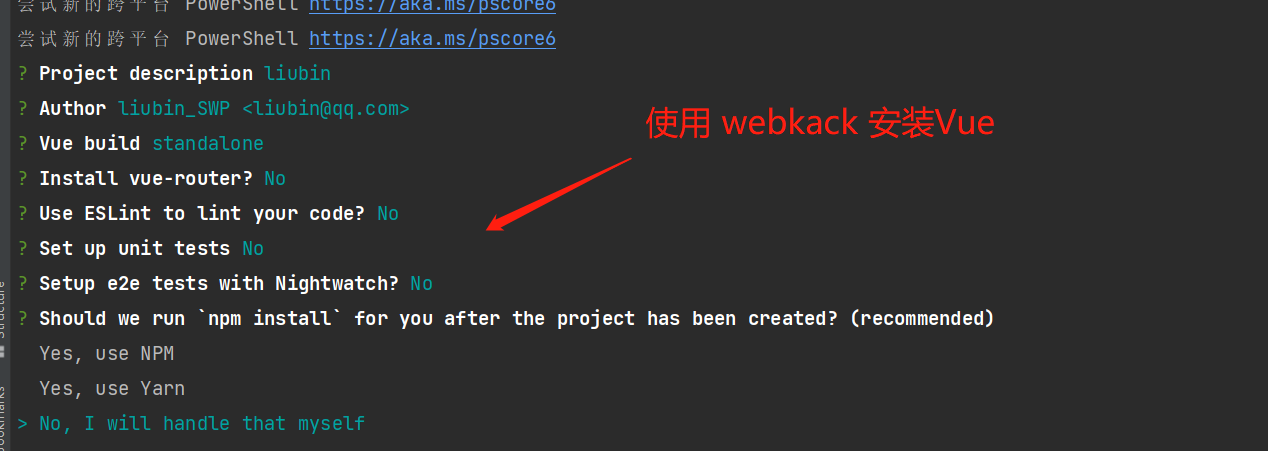 尝试新的跨平台 PowerShell https://aka.ms/pscore6
尝试新的跨平台 PowerShell https://aka.ms/pscore6
? Project description liubin
? Author liubin_SWP <liubin@qq.com>
使用 webkack 安装Vue
? Vue build standalone
? Install vue-router? No
? Use ESLint to lint your code? No
? Set up unit tests No
? Setup e2e tests with Nightwatch? No
? Should we run `npm install` for you after the project has been created? (recommended)
Yes, use NPM
Yes, use Yarn
> No, I will handle that myself
Structure